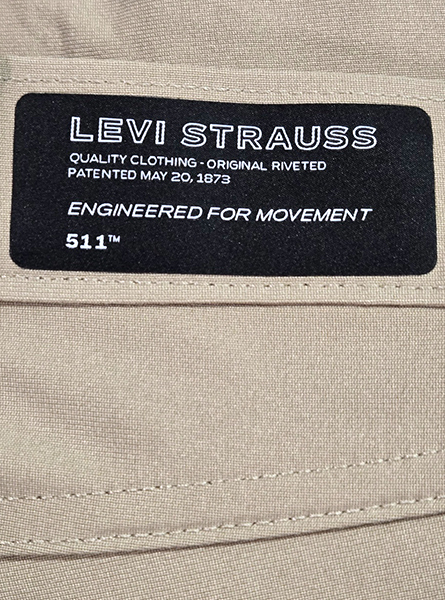 LEVI STRAUSS
QUALITY CLOTHING - ORIGINAL RIVETED
PATENTED MAY 20, 1873
ENGINEERED FOR MOVEMENT
511™